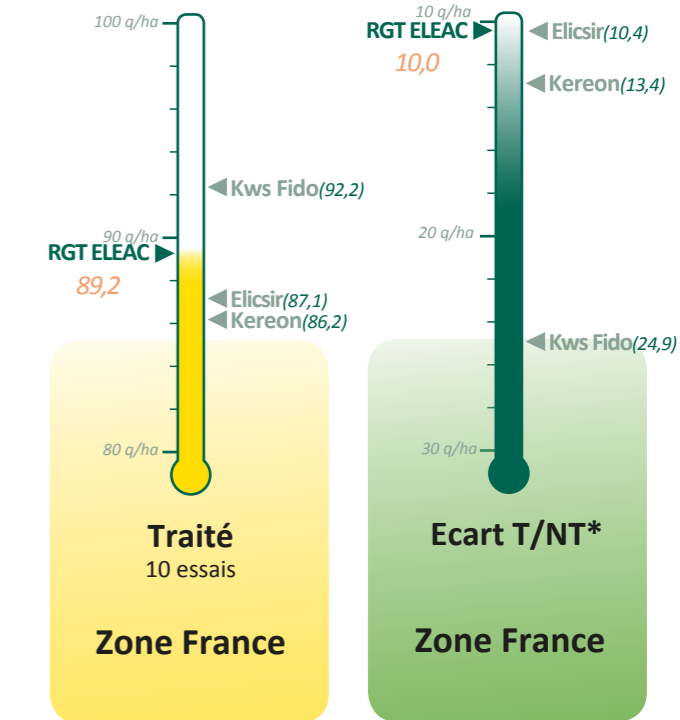 100 q/ha
Kws Fido(92,2)
90 q/ha
RGT ELEAC
89,2
Elicsir(87,1)
Kereon(86,2)
80 q/ha
Traité
10 essais
Zone France
10 q/ha
RGT ELEAC
10,0
Elicsir(10,4)
Kereon(13,4)
20 q/ha
Kws Fido(24,9)
30 q/ha
Ecart T/NT*
Zone France